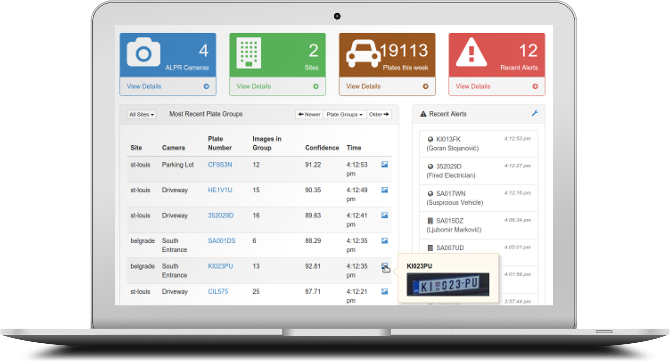 4
ALPR Cameras
View Details
2
Sites
View Details
19113
Plates this week
View Details
12
Recent Alerts
View Details
All Sites
Most Recent Plate Groups
Newer
Plate Groups
Older
Site Camera Plate Number Images in Group Confidence Time
st-louis Parking Lot CF9S3N 12 91.22 4:12:53 pm
st-louis Driveway HE1V1U 15 90.35 4:12:49 pm
st-louis Driveway 352029D 16 89.63 4:12:41 pm
belgrade South Entrance SA001DS 6 88.29 4:12:35 pm
belgrade South Entrance KI023PU 13 92.81 4:12:35 pm
st-louis Driveway CIL575 25 87.71 4:12:21 pm
Recent Alerts
KI013FK 4:12:53 pm
(Goran Stojanović)
352029D 4:12:27 pm
(Fired Electrician)
SA017WN 4:12:16 pm
(Suspicious Vehicle)
SA015DZ 4:08:34 pm
(Ljubomir Marković)
SA007UD 4:05:01 pm
4:01:59 pm
3:57:44 pm
KI023PU
KI 023-PU